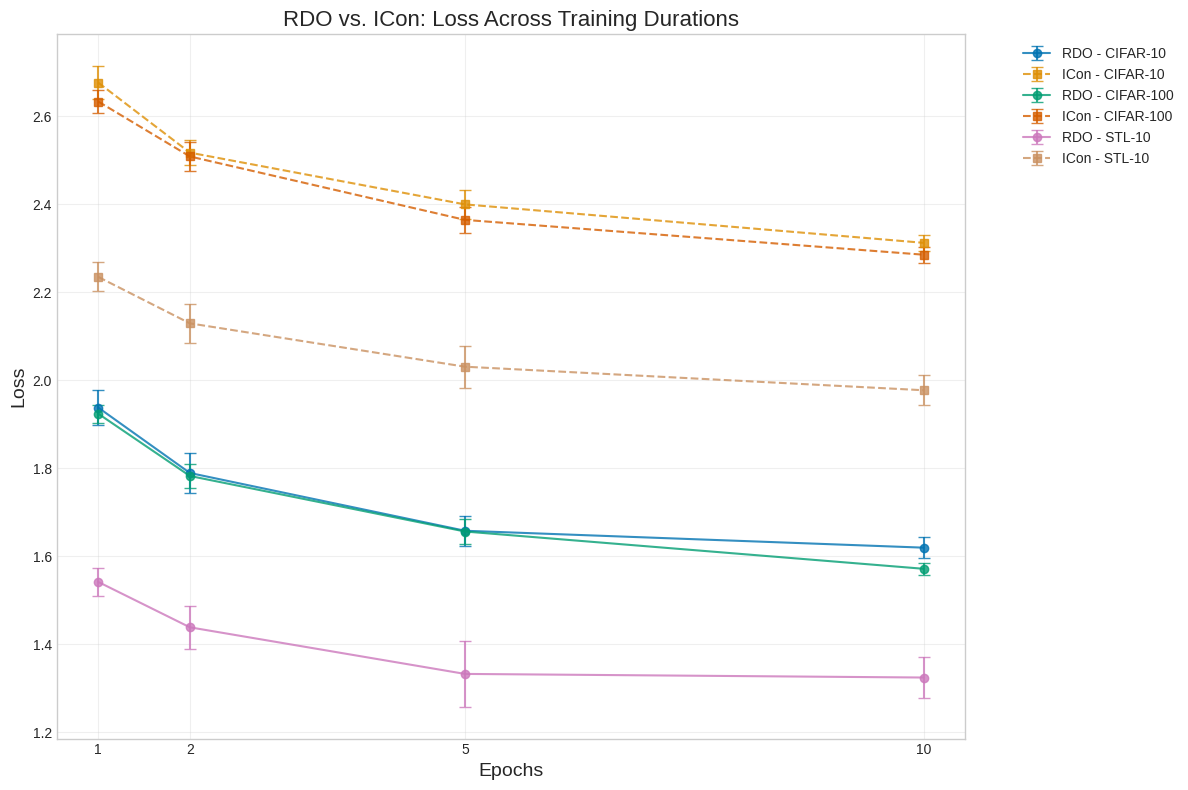 RDO vs. ICon: Loss Across Training Durations
RDO - CIFAR-10
ICon - CIFAR-10
RDO - CIFAR-100
ICon - CIFAR-100
RDO - STL-10
ICon - STL-10
Loss
2.6
2.4
2.2
2.0
1.8
1.6
1.4
1.2
1 2 5 10
Epochs